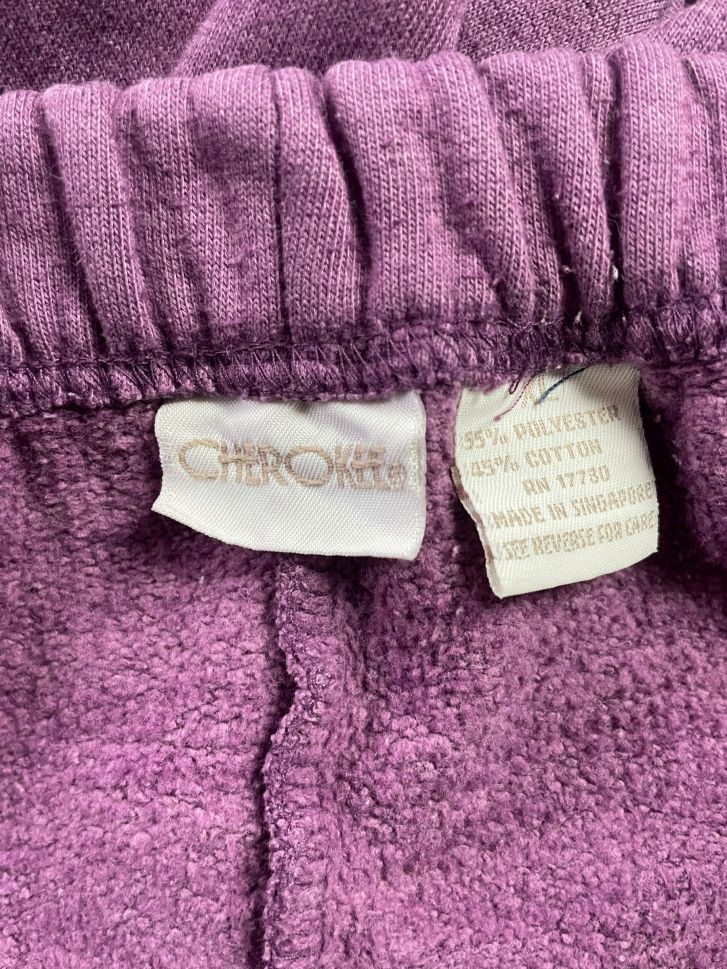 CHEROKEE®
55% POLYESTER
45% COTTON
RN 17730
MADE IN SINGAPORE
SEE REVERSE FOR CARE